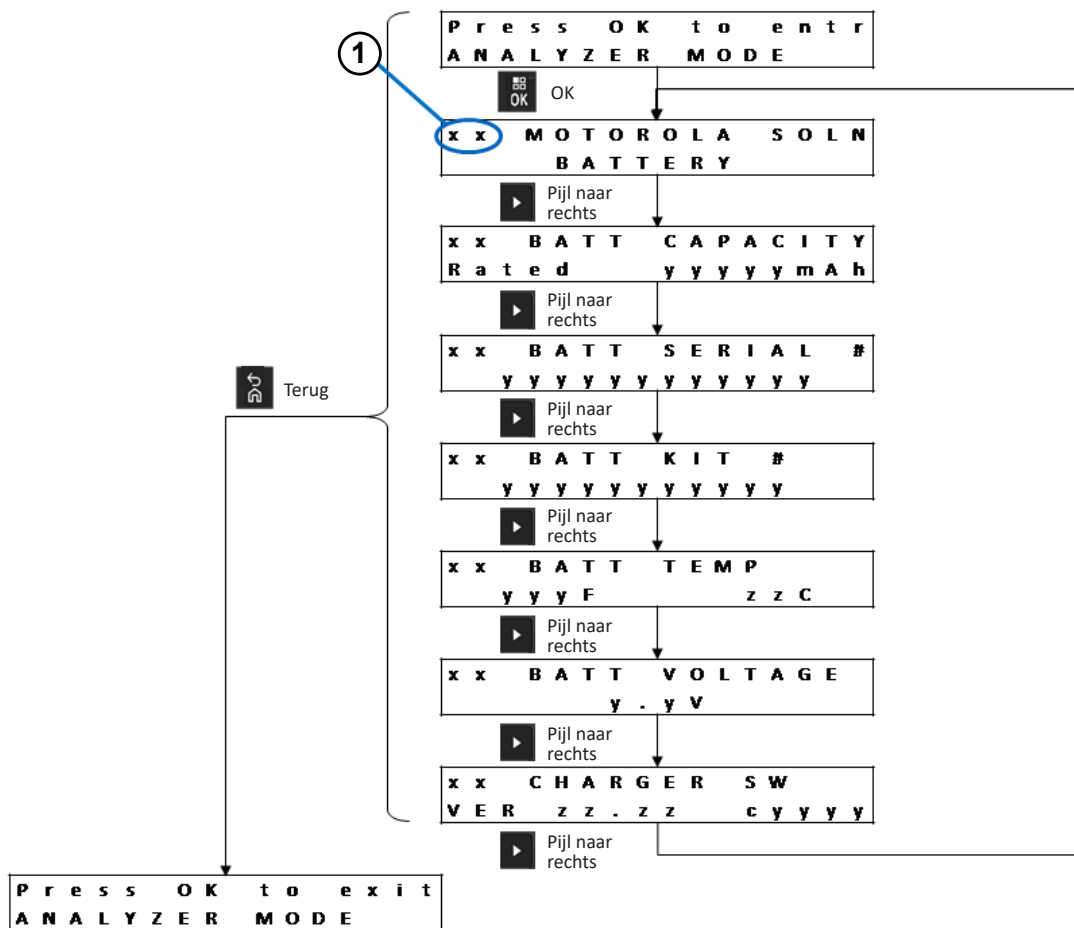 Press OK to entr
ANALYZER MODE
1
OK
OK
xx MOTOROLA SOLN
BATTERY
Pijl naar
rechts
xx BATT CAPACITY
Rated yyyyymAh
Pijl naar
rechts
xx BATT SERIAL #
yyyyyyyyyyyy
Terug
Pijl naar
rechts
xx BATT KIT #
yyyyyyyyyyy
Pijl naar
rechts
xx BATT TEMP
yyyF zzC
Pijl naar
rechts
xx BATT VOLTAGE
y.yV
Pijl naar
rechts
xx CHARGER SW
VER zz.zz cyyyy
Pijl naar
rechts
Press OK to exit
ANALYZER MODE